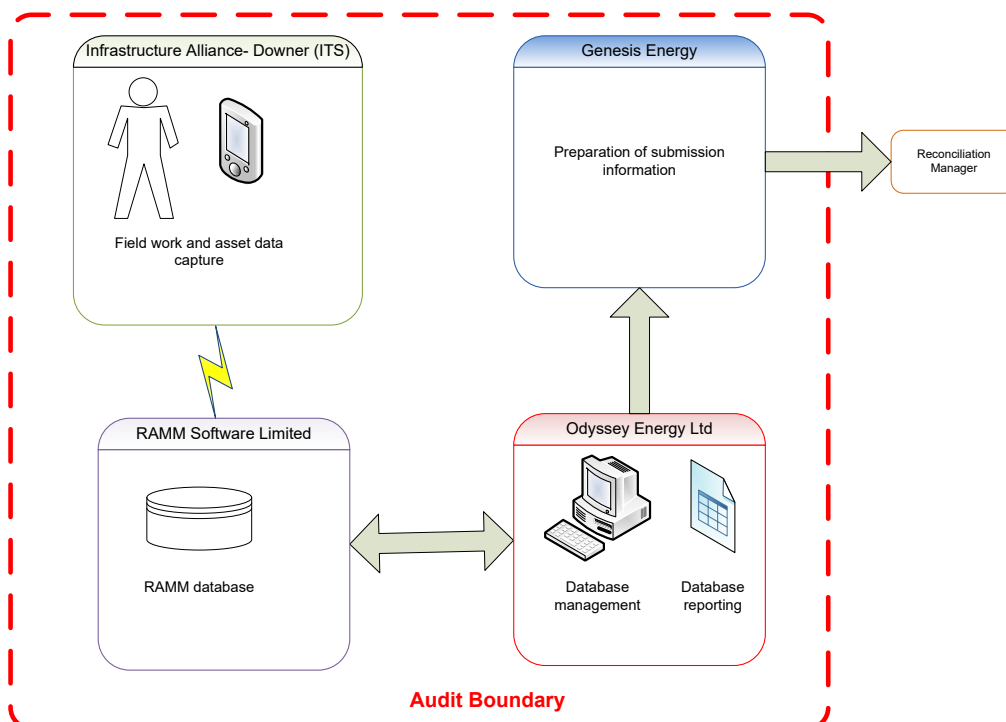 Infrastructure Alliance- Downer (ITS)
Field work and asset data
capture
Genesis Energy
Preparation of submission
information
Reconciliation
Manager
RAMM Software Limited
RAMM database
Odyssey Energy Ltd
Database
management
Database
reporting
Audit Boundary